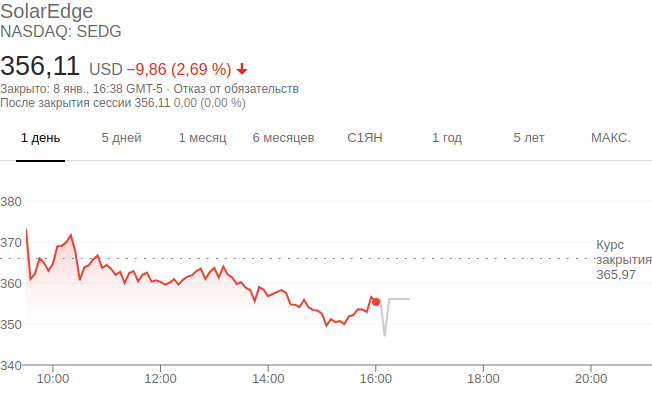 SolarEdge
NASDAQ: SEDG
356,11 USD −9,86 (2,69 %)
Закрыто: 8 янв., 16:38 GMT-5 · Отказ от обязательств
После закрытия сессии 356,11 0,00 (0,00 %)
1 день 5 дней 1 месяц 6 месяцев С1ЯН 1 год 5 лет МАКС.
380
370
Курс
закрытия
365,97
360
350
340
10:00 12:00 14:00 16:00 18:00 20:00